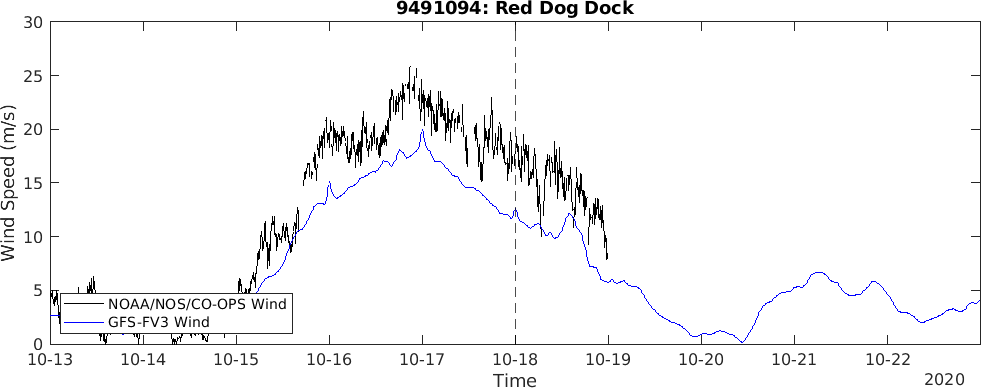 9491094: Red Dog Dock
Wind Speed (m/s)
30
25
20
15
10
5
0
NOAA/NOS/CO-OPS Wind
GFS-FV3 Wind
10-13 10-14 10-15 10-16 10-17 10-18 10-19 10-20 10-21 10-22
2020
Time